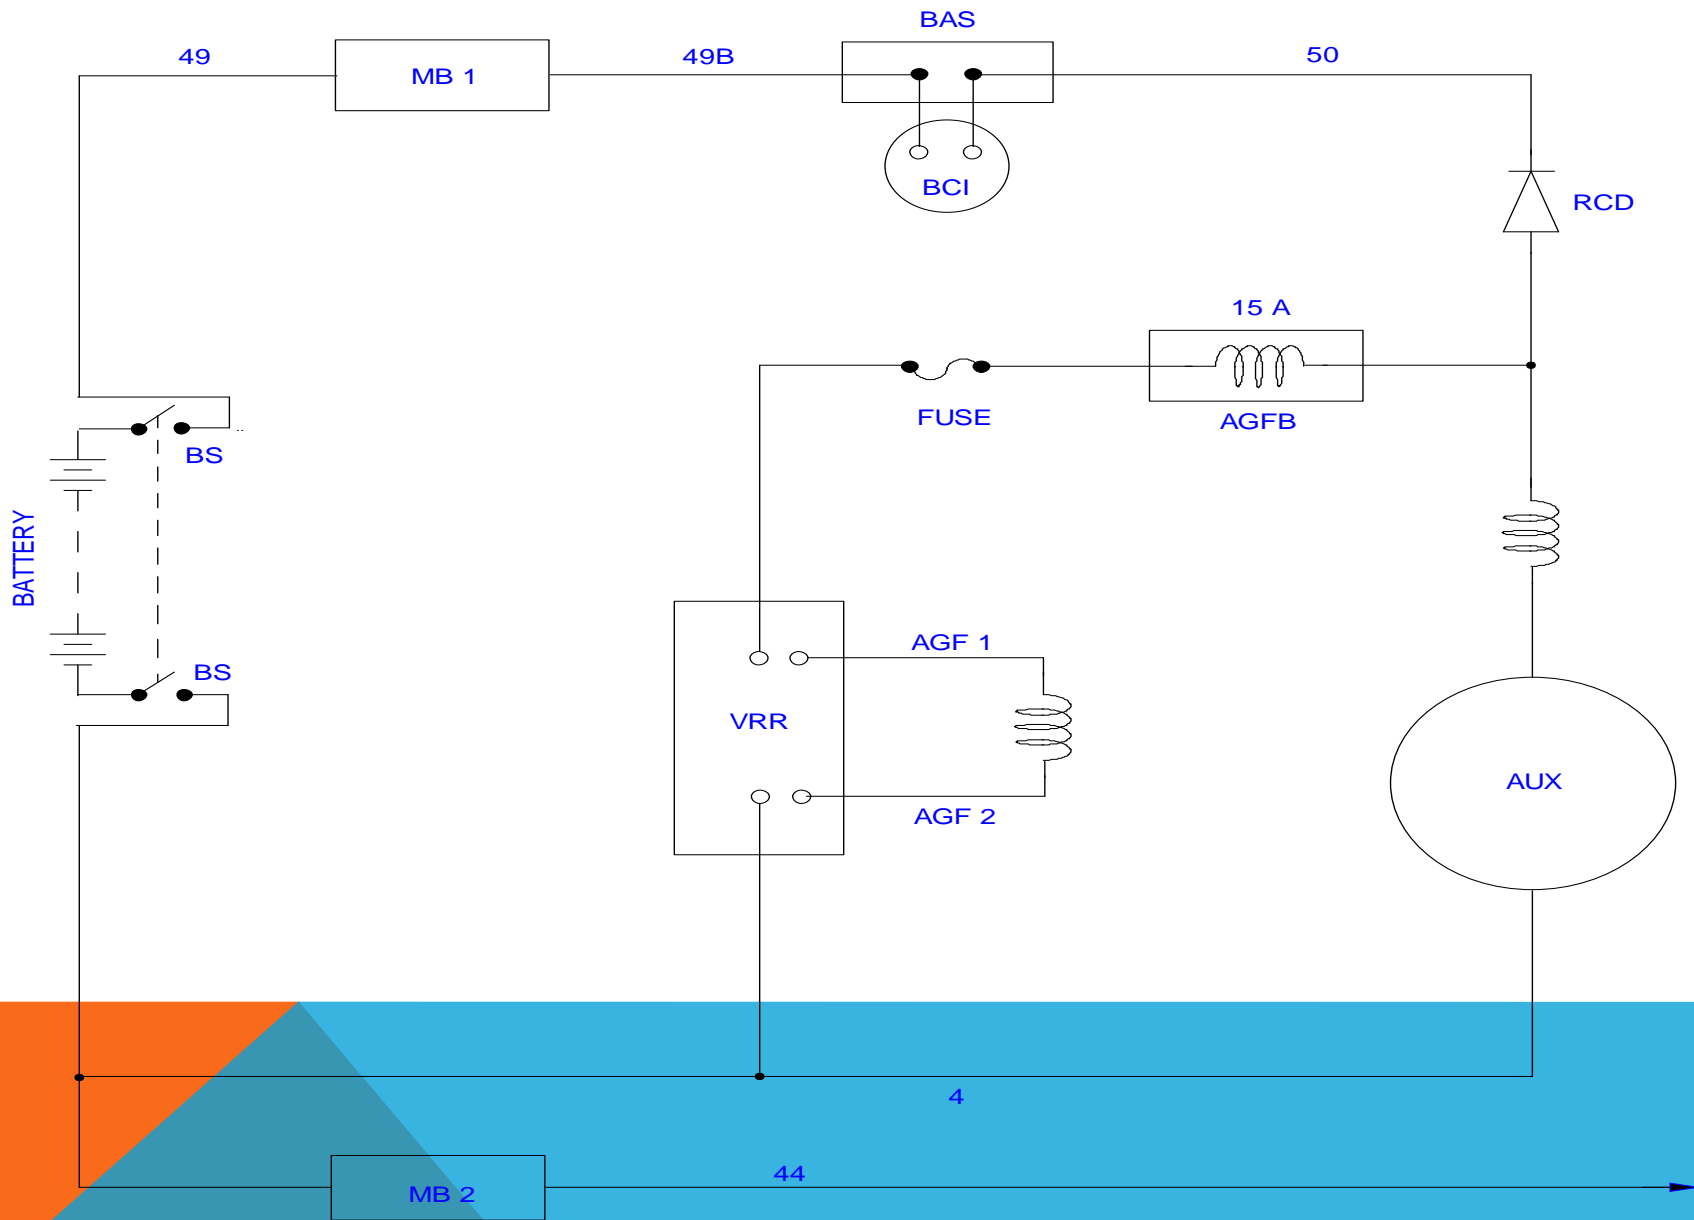 BAS
49
MB 1
49B
50
BCI
RCD
15 A
FUSE
AGFB
BS
BATTERY
BS
AGF 1
VRR
AUX
AGF 2
4
44
MB 2